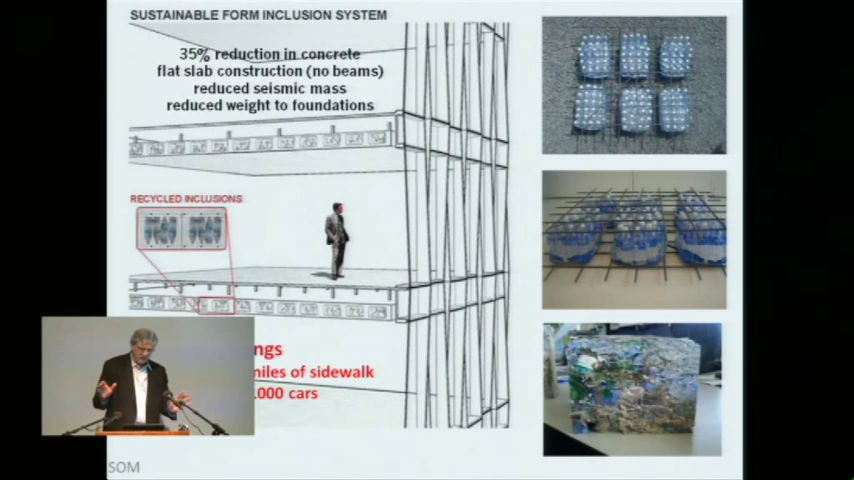 SUSTAINABLE FORM INCLUSION SYSTEM
35% reduction in concrete
flat slab construction (no beams)
reduced seismic mass
reduced weight to foundations
RECYCLED INCLUSIONS
ngs
miles of sidewalk
000 cars
SOM